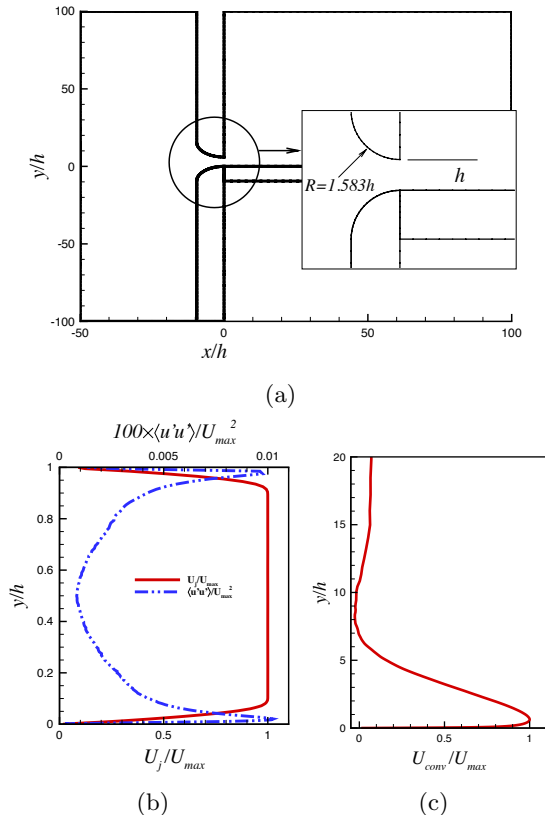 100
50
y/h
0
-50
-100
-50
0
50
100
x/h
R=1.583h
h
(a)
100×⟨u'u'⟩/U_max^2
0
0.005
0.01
1
0.8
0.6
0.4
0.2
0
y/h
U_j/U_max
⟨u'u'⟩/U_max^2
0
0.5
1
U_j/U_max
(b)
20
15
10
5
0
y/h
0
0.5
1
U_conv/U_max
(c)